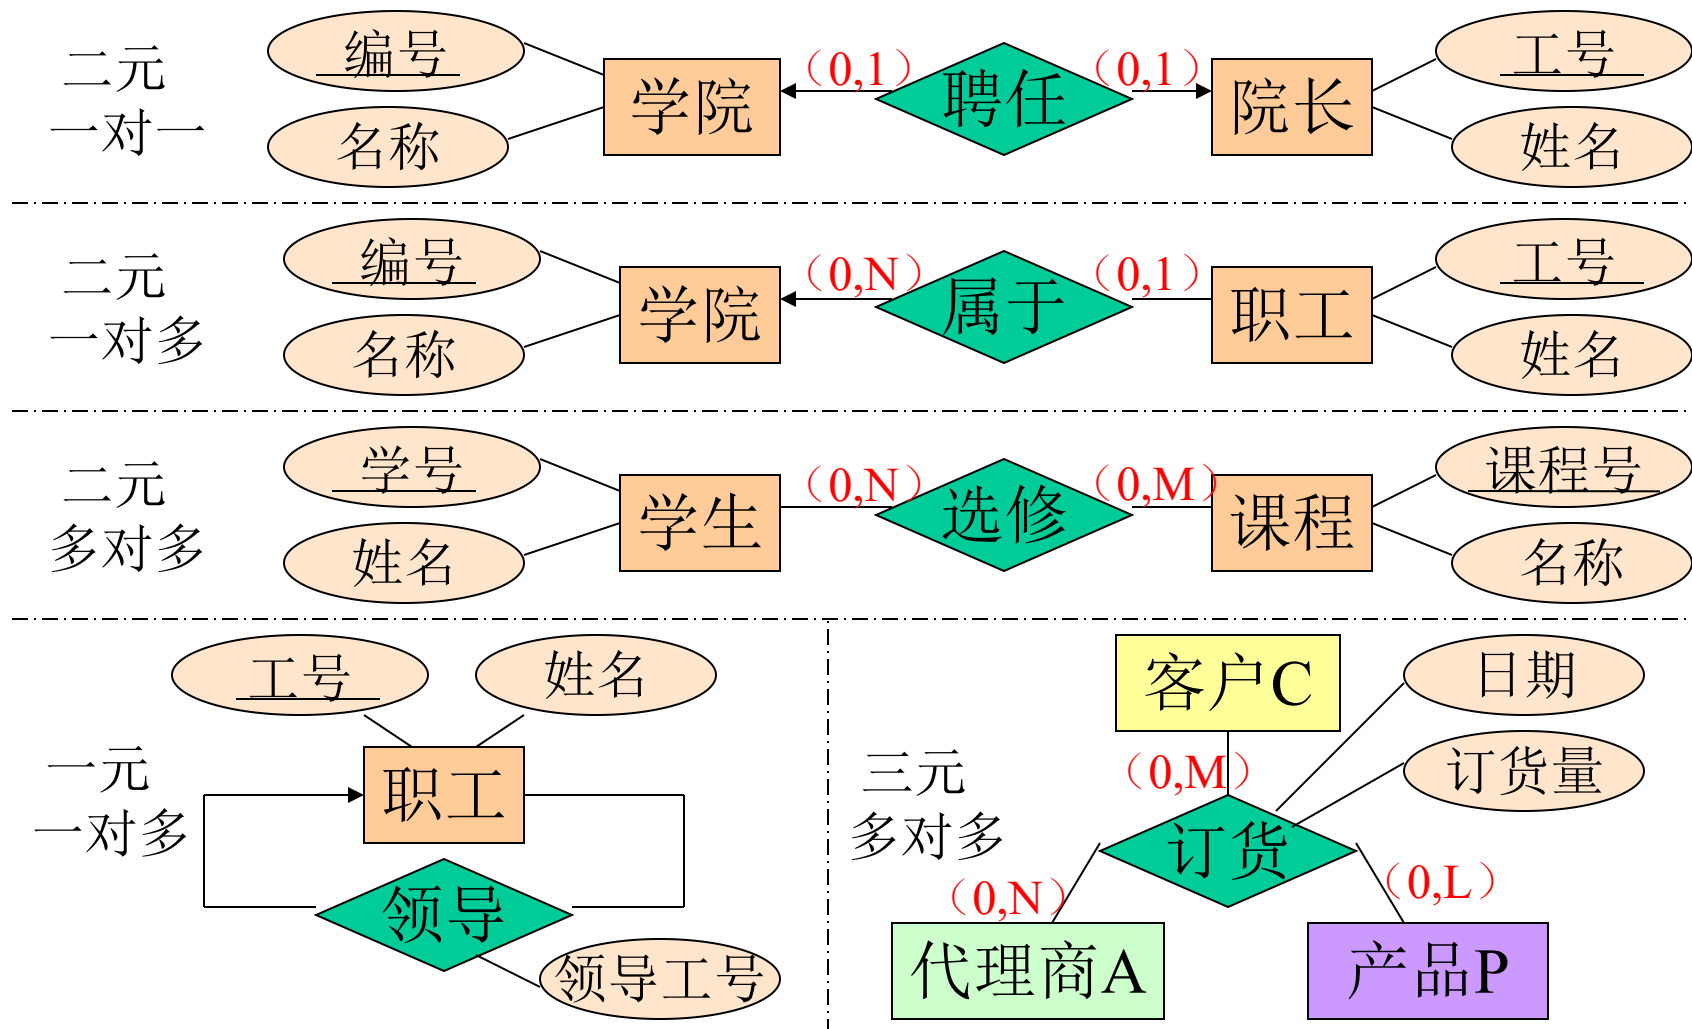 二元
一对一
编号
名称
学院
（0,1）
聘任
（0,1）
院长
工号
姓名
二元
一对多
编号
名称
学院
（0,N）
属于
（0,1）
职工
工号
姓名
二元
多对多
学号
姓名
学生
（0,N）
选修
（0,M）
课程
课程号
名称
一元
一对多
工号
姓名
职工
领导
领导工号
三元
多对多
客户C
日期
订货量
（0,M）
订货
（0,N）
（0,L）
代理商A
产品P